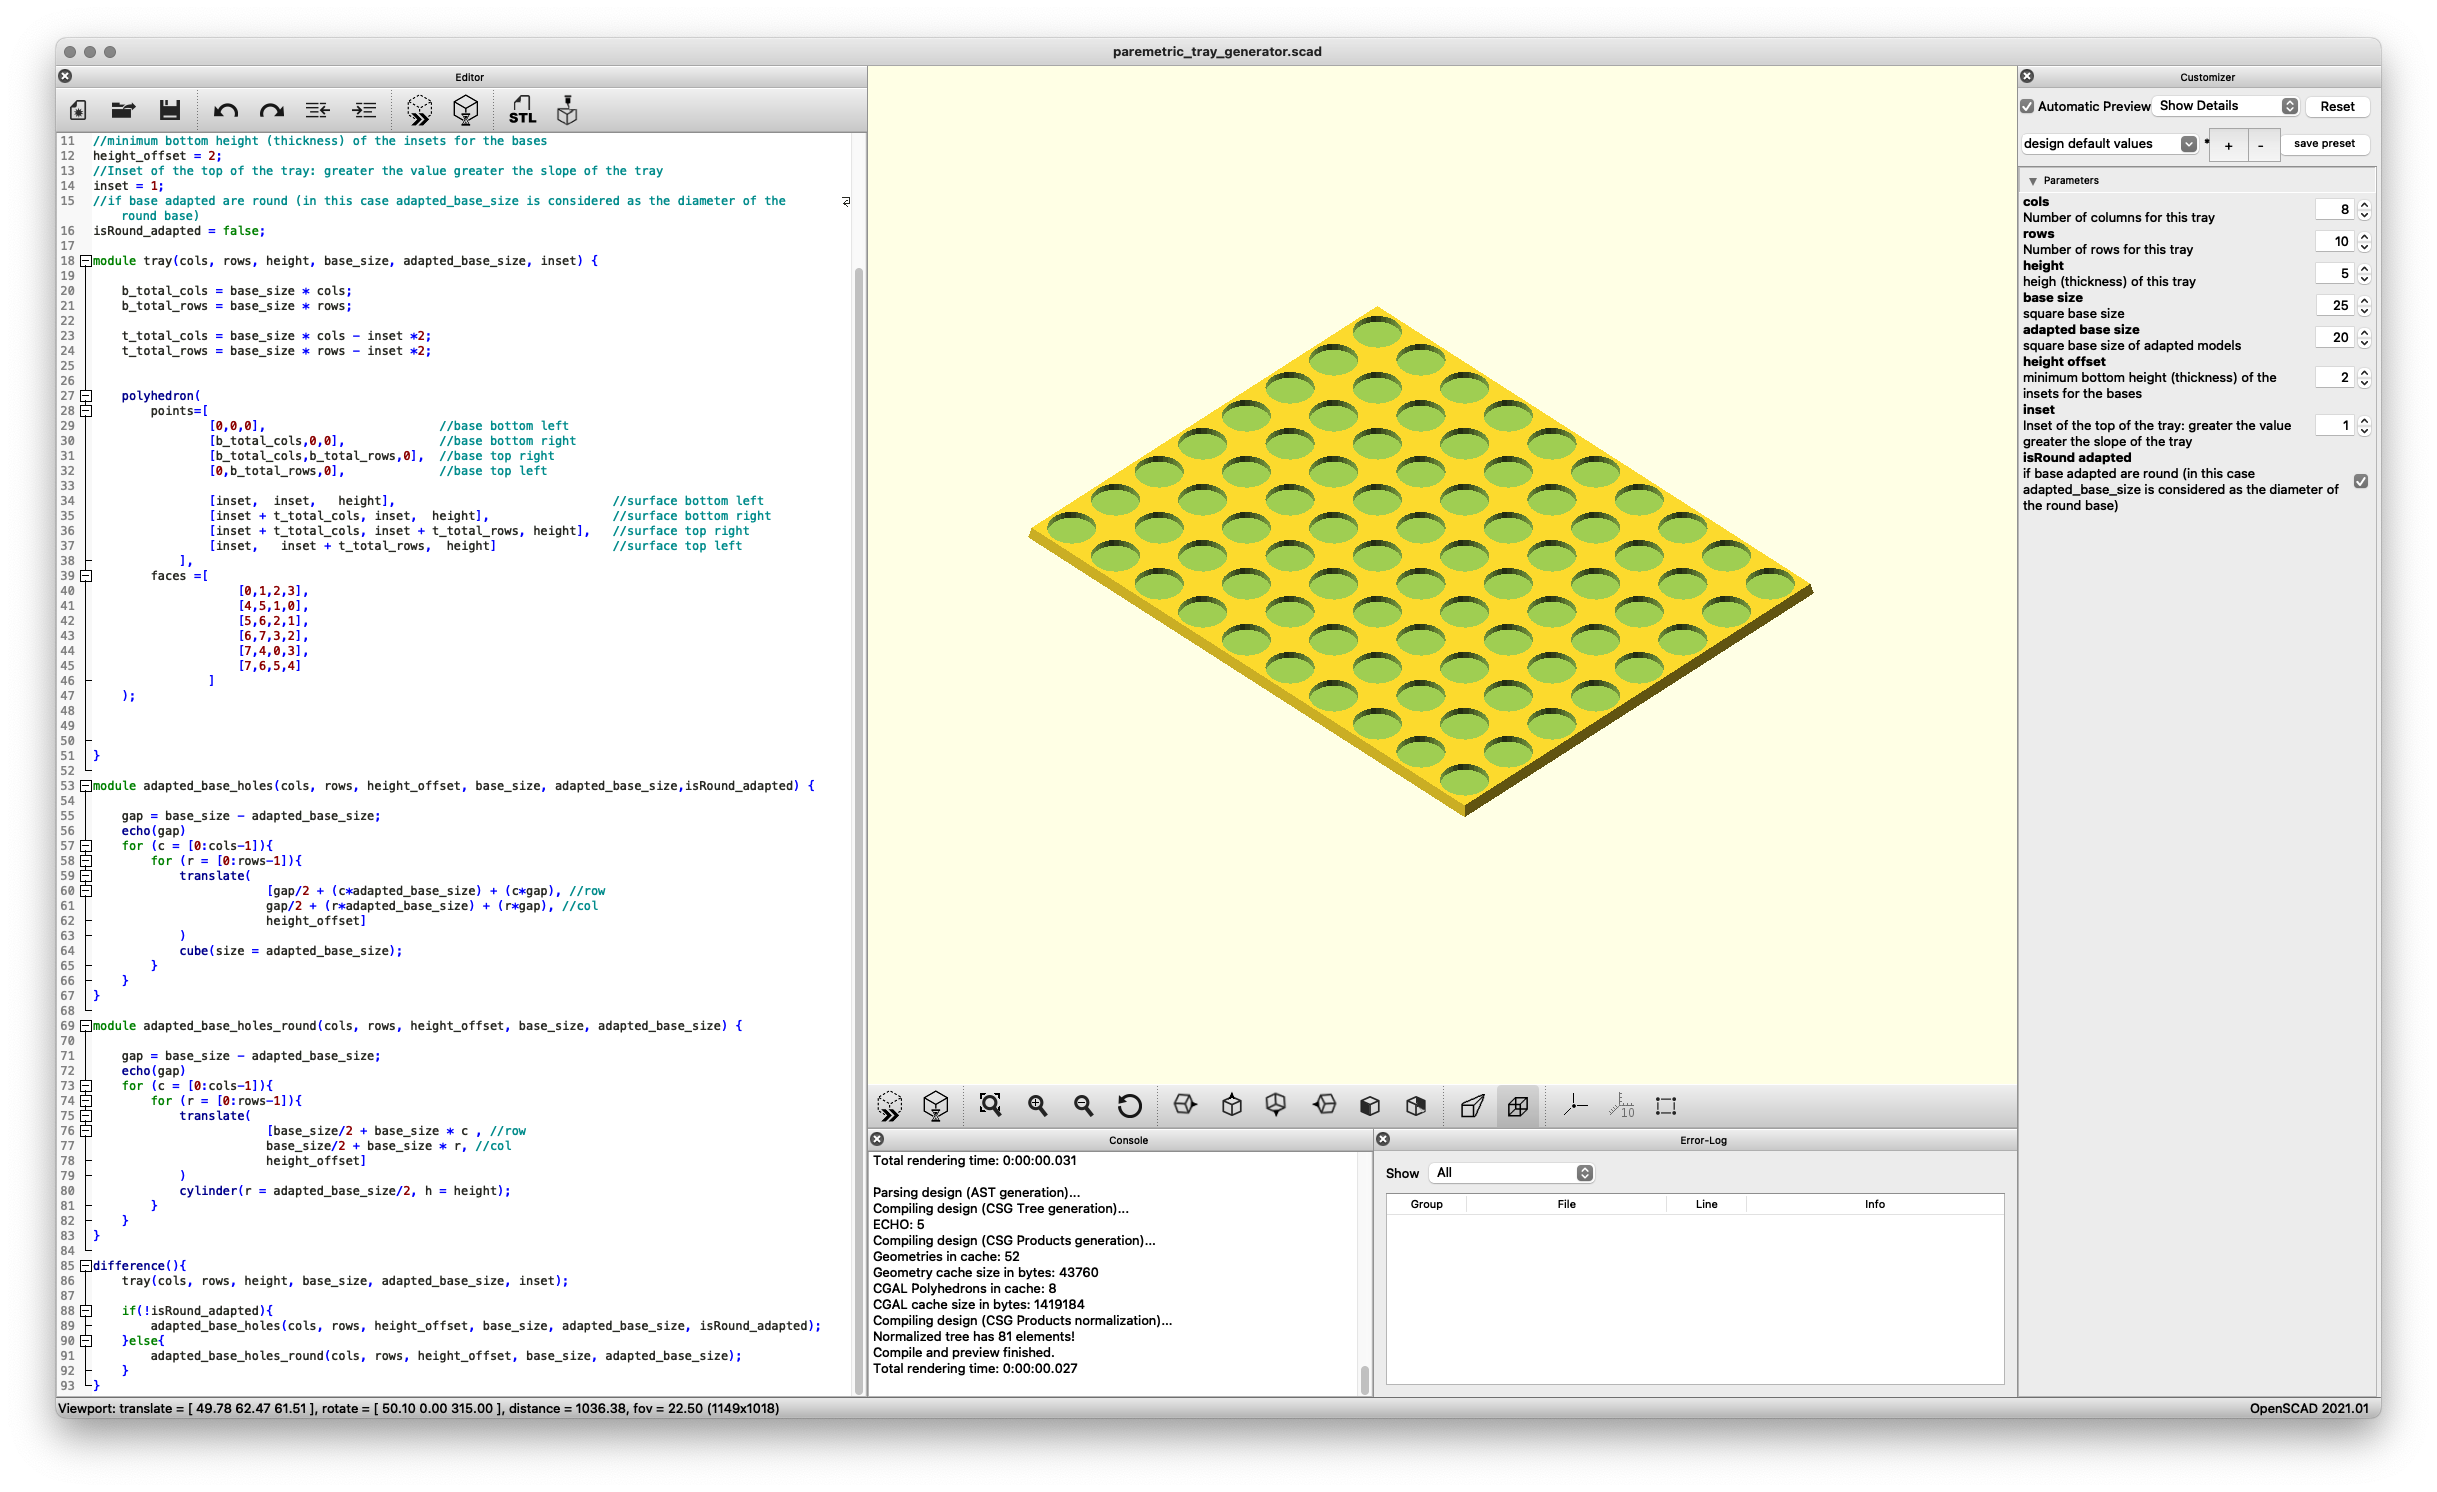 paremetric_tray_generator.scad
Editor
STL
11 //minimum bottom height (thickness) of the insets for the bases
12 height_offset = 2;
13 //Inset of the top of the tray: greater the value greater the slope of the tray
14 inset = 1;
15 //if base adapted are round (in this case adapted_base_size is considered as the diameter of the
round base)
16 isRound_adapted = false;
17
18 module tray(cols, rows, height, base_size, adapted_base_size, inset) {
19
20 b_total_cols = base_size * cols;
21 b_total_rows = base_size * rows;
22
23 t_total_cols = base_size * cols - inset *2;
24 t_total_rows = base_size * rows - inset *2;
25
26
27 polyhedron(
28 points=[
29 [0,0,0], //base bottom left
30 [b_total_cols,0,0], //base bottom right
31 [b_total_cols,b_total_rows,0], //base top right
32 [0,b_total_rows,0], //base top left
33
34 [inset, inset, height], //surface bottom left
35 [inset + t_total_cols, inset, height], //surface bottom right
36 [inset + t_total_cols, inset + t_total_rows, height], //surface top right
37 [inset, inset + t_total_rows, height] //surface top left
38 ],
39 faces =[
40 [0,1,2,3],
41 [4,5,1,0],
42 [5,6,2,1],
43 [6,7,3,2],
44 [7,4,0,3],
45 [7,6,5,4]
46 ]
47 );
48
49
50
51 }
52
53 module adapted_base_holes(cols, rows, height_offset, base_size, adapted_base_size,isRound_adapted) {
54
55 gap = base_size - adapted_base_size;
56 echo(gap)
57 for (c = [0:cols-1]){
58 for (r = [0:rows-1]){
59 translate(
60 [gap/2 + (c*adapted_base_size) + (c*gap), //row
61 gap/2 + (r*adapted_base_size) + (r*gap), //col
62 height_offset]
63 )
64 cube(size = adapted_base_size);
65 }
66 }
67 }
68
69 module adapted_base_holes_round(cols, rows, height_offset, base_size, adapted_base_size) {
70
71 gap = base_size - adapted_base_size;
72 echo(gap)
73 for (c = [0:cols-1]){
74 for (r = [0:rows-1]){
75 translate(
76 [base_size/2 + base_size * c , //row
77 base_size/2 + base_size * r, //col
78 height_offset]
79 )
80 cylinder(r = adapted_base_size/2, h = height);
81 }
82 }
83 }
84
85 difference(){
86 tray(cols, rows, height, base_size, adapted_base_size, inset);
87
88 if(!isRound_adapted){
89 adapted_base_holes(cols, rows, height_offset, base_size, adapted_base_size, isRound_adapted);
90 }else{
91 adapted_base_holes_round(cols, rows, height_offset, base_size, adapted_base_size);
92 }
93 }
10
Console
Total rendering time: 0:00:00.031
Parsing design (AST generation)...
Compiling design (CSG Tree generation)...
ECHO: 5
Compiling design (CSG Products generation)...
Geometries in cache: 52
Geometry cache size in bytes: 43760
CGAL Polyhedrons in cache: 8
CGAL cache size in bytes: 1419184
Compiling design (CSG Products normalization)...
Normalized tree has 81 elements!
Compile and preview finished.
Total rendering time: 0:00:00.027
Error-Log
Show All
Group File Line Info
Customizer
Automatic Preview Show Details Reset
design default values + - save preset
Parameters
cols
Number of columns for this tray 8
rows
Number of rows for this tray 10
height
heigh (thickness) of this tray 5
base size
square base size 25
adapted base size
square base size of adapted models 20
height offset
minimum bottom height (thickness) of the 2
insets for the bases
inset
Inset of the top of the tray: greater the value 1
greater the slope of the tray
isRound adapted
if base adapted are round (in this case
adapted_base_size is considered as the diameter of
the round base)
Viewport: translate = [ 49.78 62.47 61.51 ], rotate = [ 50.10 0.00 315.00 ], distance = 1036.38, fov = 22.50 (1149x1018)
OpenSCAD 2021.01